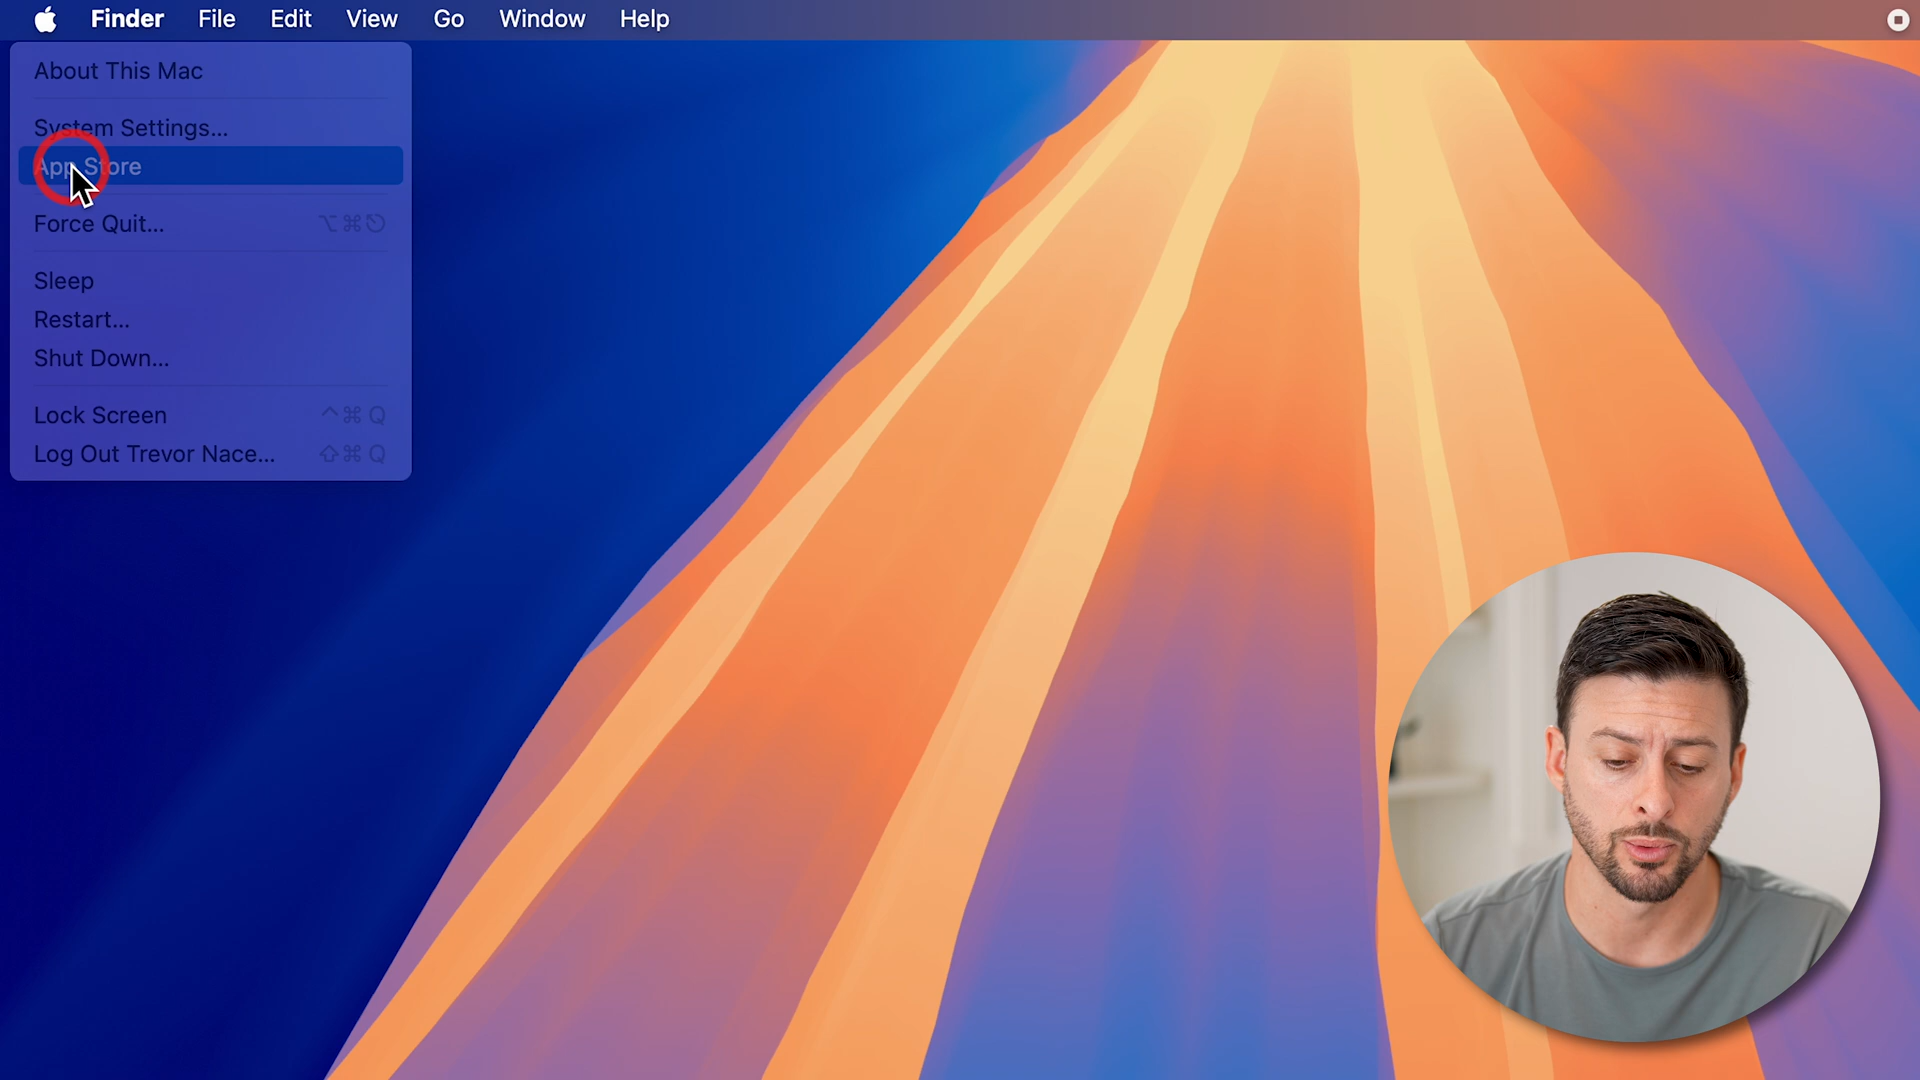 Finder File Edit View Go Window Help
About This Mac
System Settings...
App Store
Force Quit... ⌥⌘⎋
Sleep
Restart...
Shut Down...
Lock Screen ^⌘Q
Log Out Trevor Nace... ⇧⌘Q